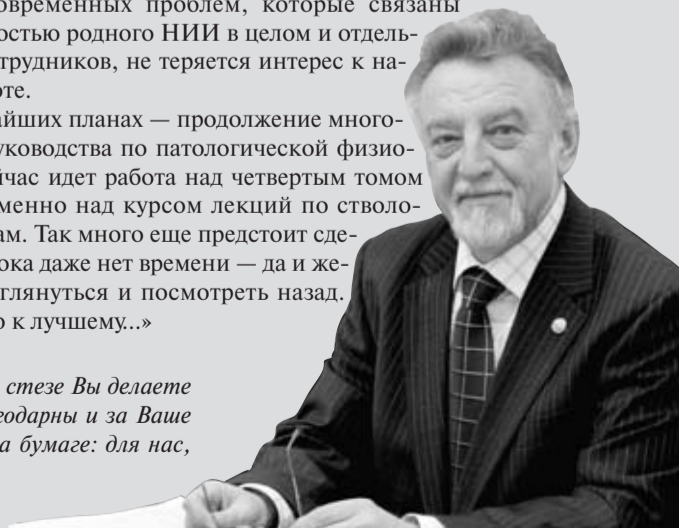 овременных проблем, которые связаны
остью родного НИИ в целом и отдель-
трудников, не теряется интерес к на-
оте.
айших планах — продолжение много-
уководства по патологической физио-
йчас идет работа над четвертым томом
менно над курсом лекций по стволо-
ам. Так много еще предстоит сде-
ока даже нет времени — да и же-
глянуться и посмотреть назад.
о к лучшему...»
стезе Вы делаете
годарны и за Ваше
а бумаге: для нас,